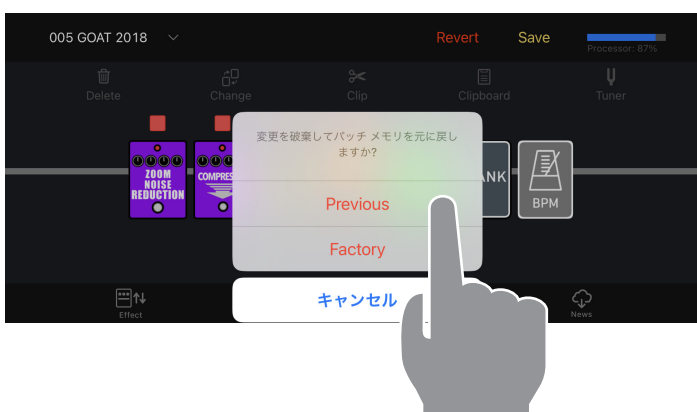 005 GOAT 2018
Revert
Save
Processor: 87%
Delete
Change
Clip
Clipboard
Tuner
ZOOM
NOISE
REDUCTION
COMPRES
変更を破棄してパッチ メモリを元に戻し
ますか?
Previous
Factory
キャンセル
ANK
BPM
Effect
News